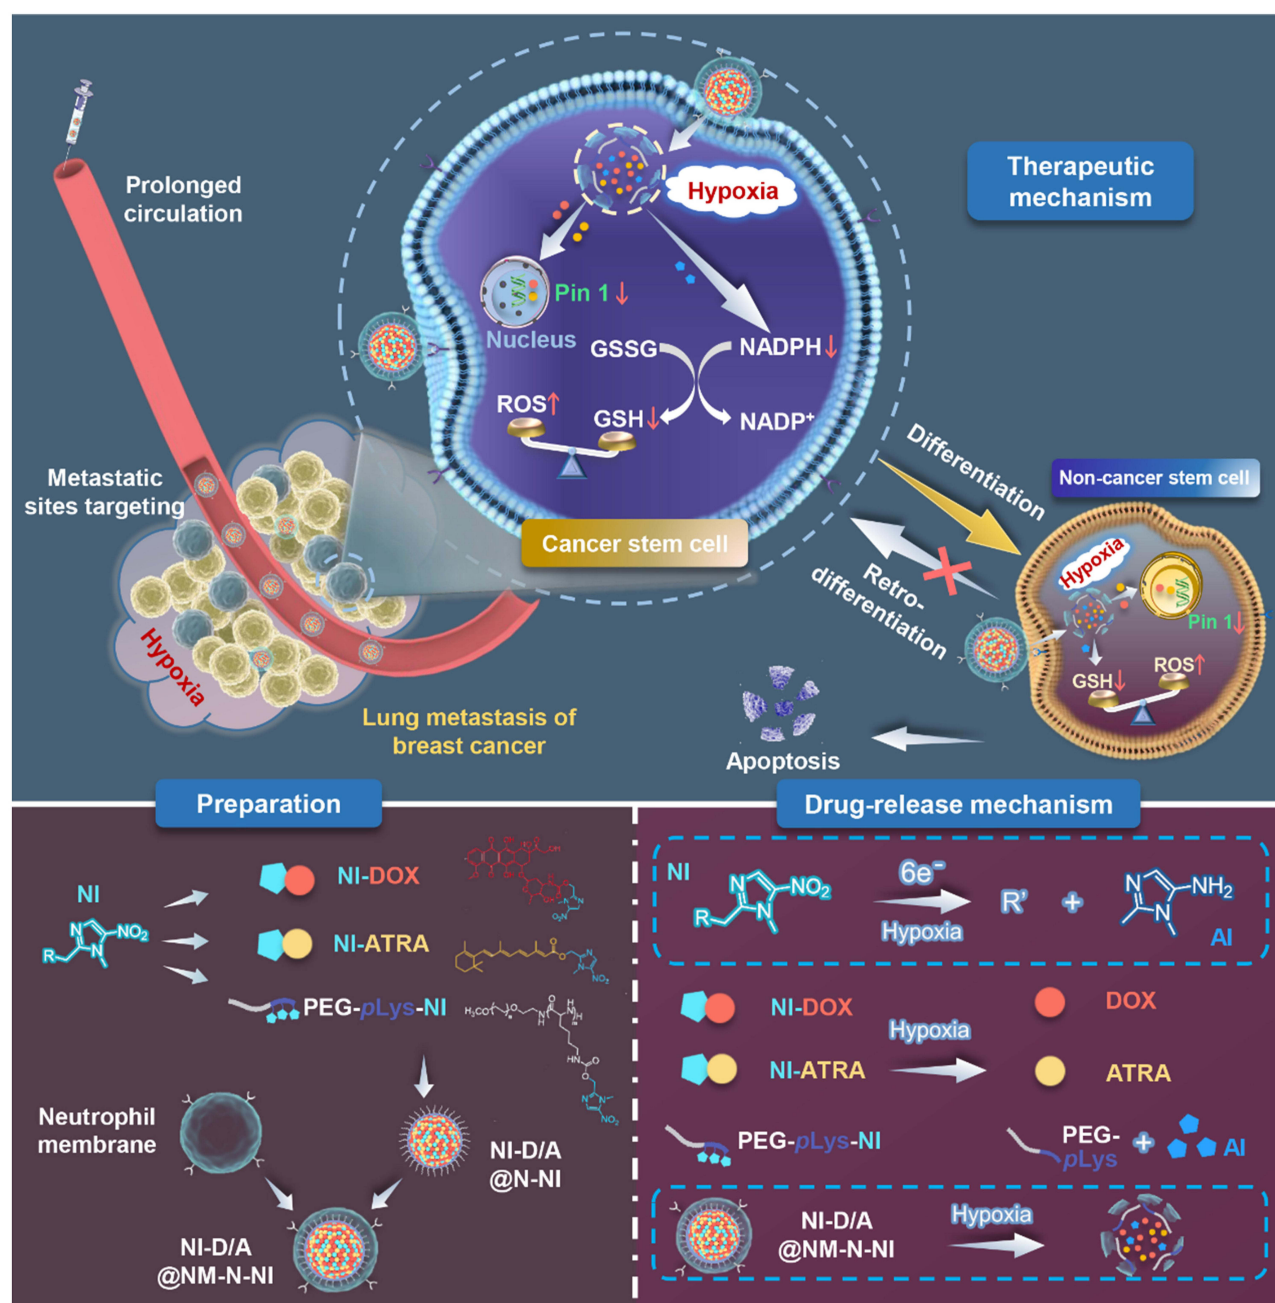 Therapeutic
mechanism
Prolonged
circulation
Hypoxia
Pin 1↓
Nucleus
GSSG
NADPH↓
ROS↑
GSH↓
NADP⁺
Metastatic
sites targeting
Cancer stem cell
Differentiation
Retro-
differentiation
Non-cancer stem cell
Hypoxia
Pin 1↓
GSH↓
ROS↑
Hypoxia
Lung metastasis of
breast cancer
Apoptosis
Preparation
NI
R
N
N
NO₂
NI-DOX
NI-ATRA
PEG-pLys-NI
Neutrophil
membrane
NI-D/A
@N-NI
NI-D/A
@NM-N-NI
Drug-release mechanism
NI
R
N
N
NO₂
6e⁻
Hypoxia
R'
+
N
N
NH₂
AI
NI-DOX
Hypoxia
DOX
NI-ATRA
ATRA
PEG-pLys-NI
PEG-
pLys
+
AI
NI-D/A
@NM-N-NI
Hypoxia